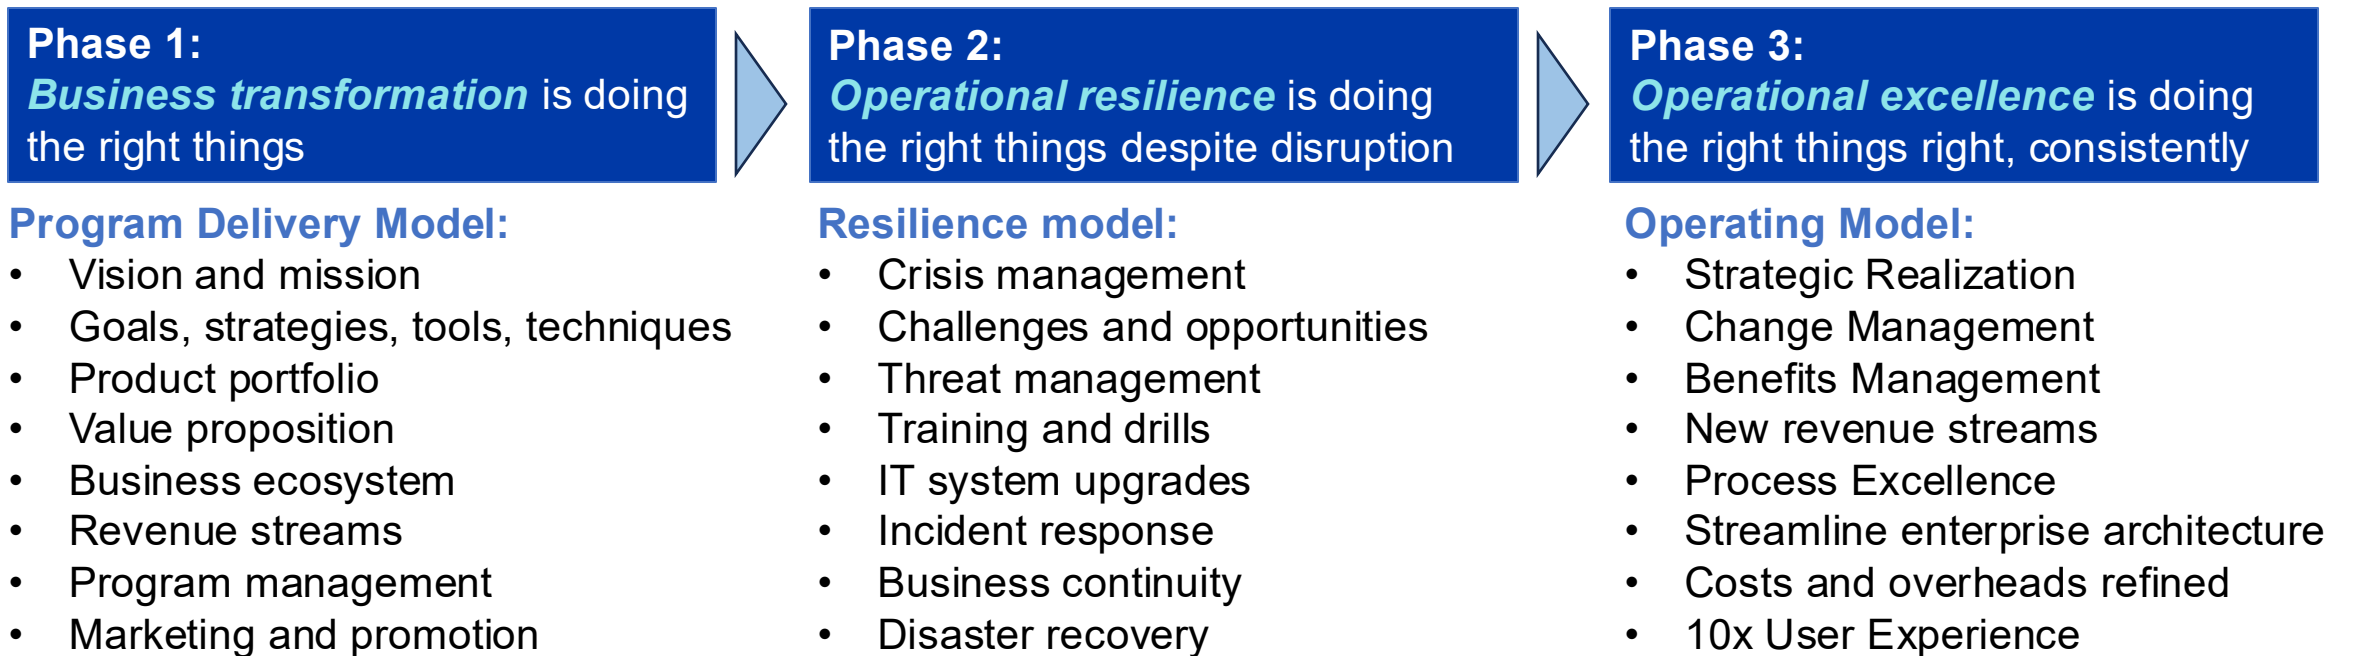 Phase 1:
Business transformation is doing
the right things
Program Delivery Model:
• Vision and mission
• Goals, strategies, tools, techniques
• Product portfolio
• Value proposition
• Business ecosystem
• Revenue streams
• Program management
• Marketing and promotion
Phase 2:
Operational resilience is doing
the right things despite disruption
Resilience model:
• Crisis management
• Challenges and opportunities
• Threat management
• Training and drills
• IT system upgrades
• Incident response
• Business continuity
• Disaster recovery
Phase 3:
Operational excellence is doing
the right things right, consistently
Operating Model:
• Strategic Realization
• Change Management
• Benefits Management
• New revenue streams
• Process Excellence
• Streamline enterprise architecture
• Costs and overheads refined
• 10x User Experience